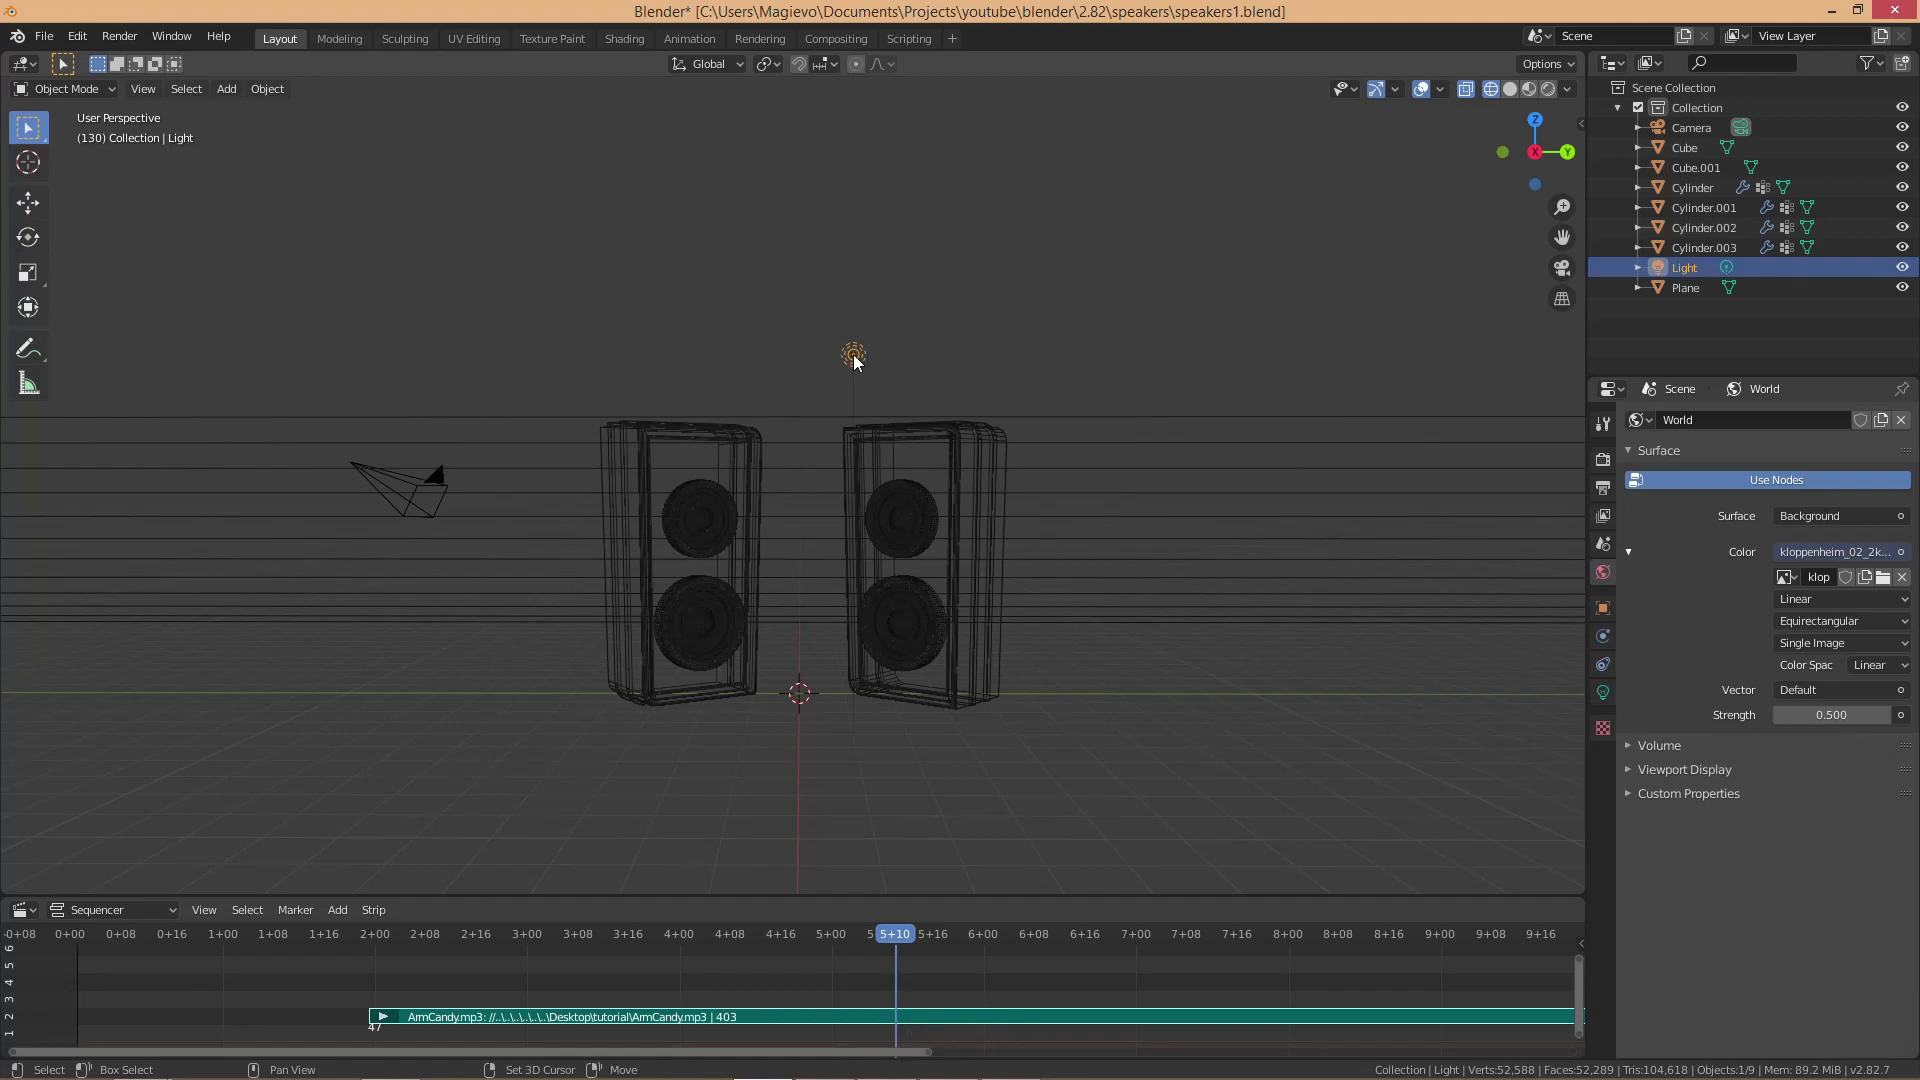 Blender* [C:\Users\Magievo\Documents\Projects\youtube\blender\2.82\speakers\speakers1.blend]
File Edit Render Window Help Layout Modeling Sculpting UV Editing Texture Paint Shading Animation Rendering Compositing Scripting + Scene View Layer
Global Options
Object Mode View Select Add Object
User Perspective
(130) Collection | Light
Z
X Y
Scene Collection
Collection
Camera
Cube
Cube.001
Cylinder
Cylinder.001
Cylinder.002
Cylinder.003
Light
Plane
Scene World
World
Surface
Use Nodes
Surface Background
Color kloppenheim_02_2k...
klop
Linear
Equirectangular
Single Image
Color Spac Linear
Vector Default
Strength 0.500
Volume
Viewport Display
Custom Properties
Sequencer View Select Marker Add Strip
-0+08 0+00 0+08 0+16 1+00 1+08 1+16 2+00 2+08 2+16 3+00 3+08 3+16 4+00 4+08 4+16 5+00 5 5+10 5+16 6+00 6+08 6+16 7+00 7+08 7+16 8+00 8+08 8+16 9+00 9+08 9+16
6
5
4
3
2
1
ArmCandy.mp3: //..\..\..\..\..\..\Desktop\tutorial\ArmCandy.mp3 | 403
47
Select Box Select Pan View Set 3D Cursor Move Collection | Light | Verts:52,588 | Faces:52,289 | Tris:104,618 | Objects:1/9 | Mem: 89.2 MiB | v2.82.7